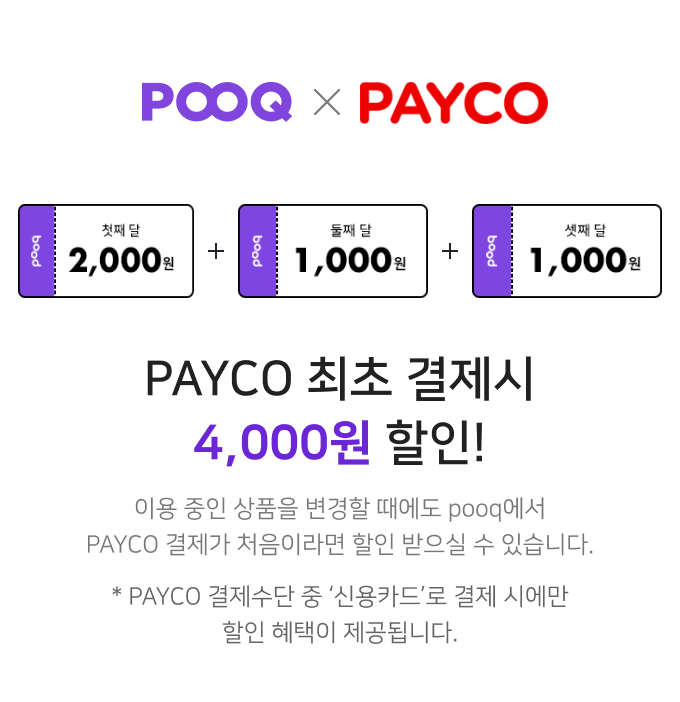 POOQ × PAYCO
pooq
첫째 달
2,000원
+
pooq
둘째 달
1,000원
+
pooq
셋째 달
1,000원
PAYCO 최초 결제시
4,000원 할인!
이용 중인 상품을 변경할 때에도 pooq에서
PAYCO 결제가 처음이라면 할인 받으실 수 있습니다.
* PAYCO 결제수단 중 ‘신용카드’로 결제 시에만
할인 혜택이 제공됩니다.